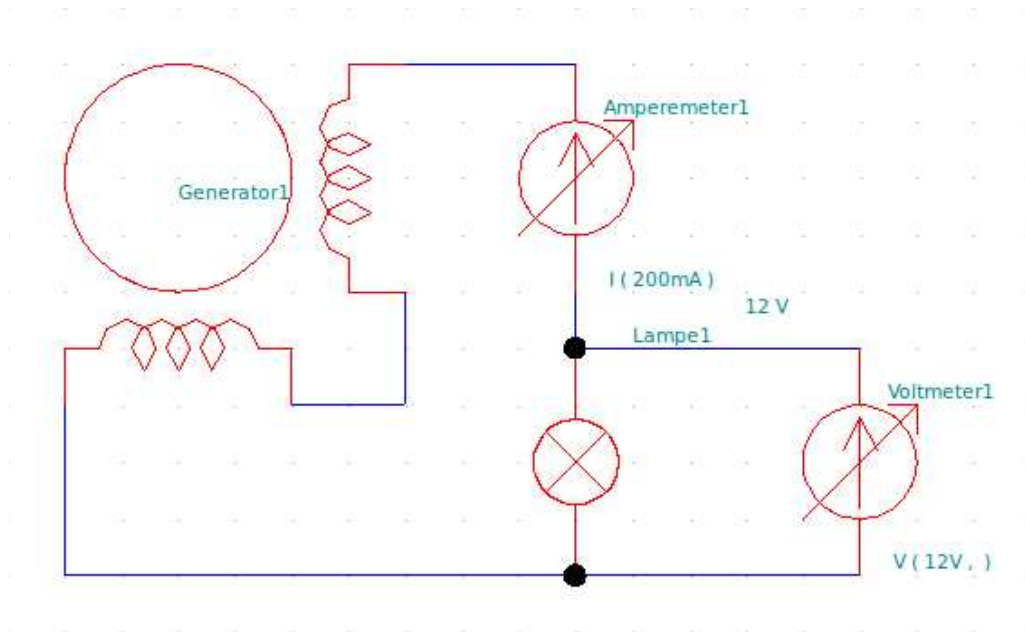 Amperemeter1
Generator1
I ( 200mA )
12 V
Lampe1
Voltmeter1
V ( 12V , )